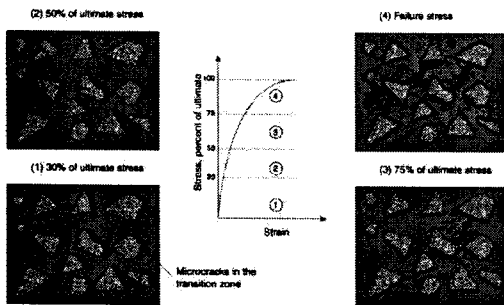 (2) 50% of ultimate stress
(4) Failure stress
Stress, percent of ultimate
100
75
50
30
④
③
②
①
Strain
(1) 30% of ultimate stress
(3) 75% of ultimate stress
Microcracks in the
transition zone